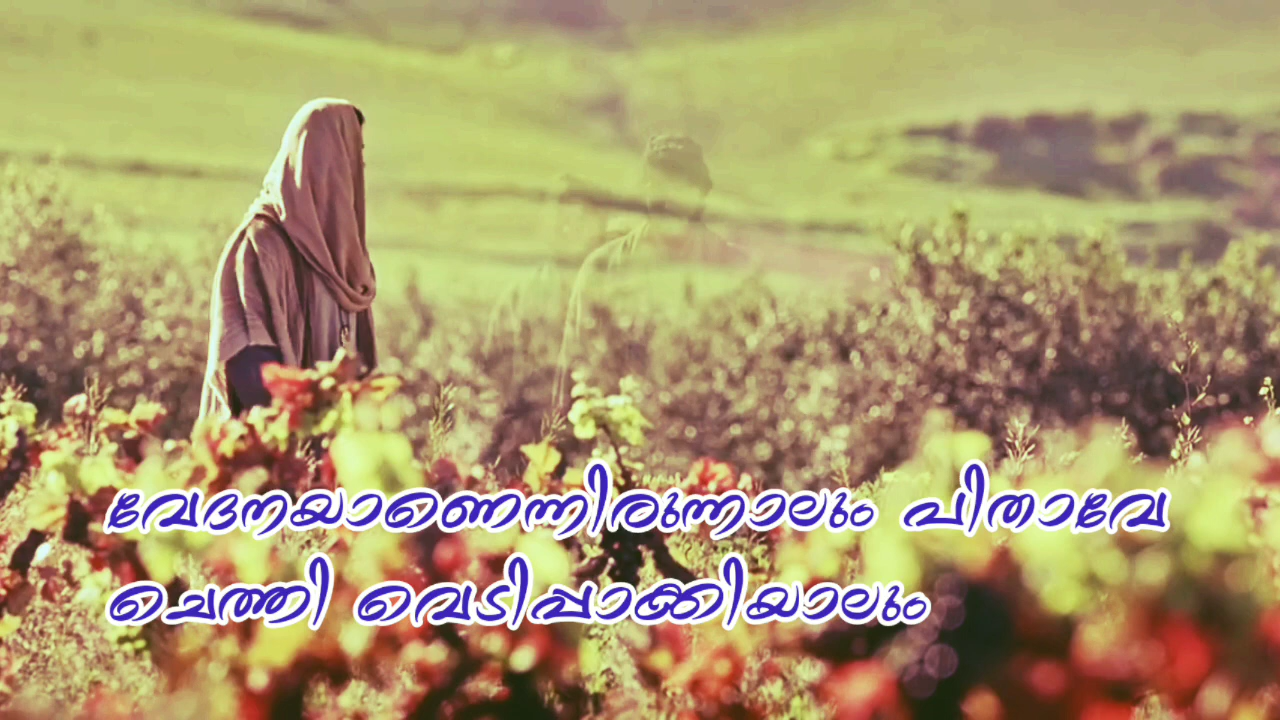 വേദനയാണെന്നിരുന്നാലും പിതാവേ
ചെത്തി വെടിപ്പാക്കിയാലും